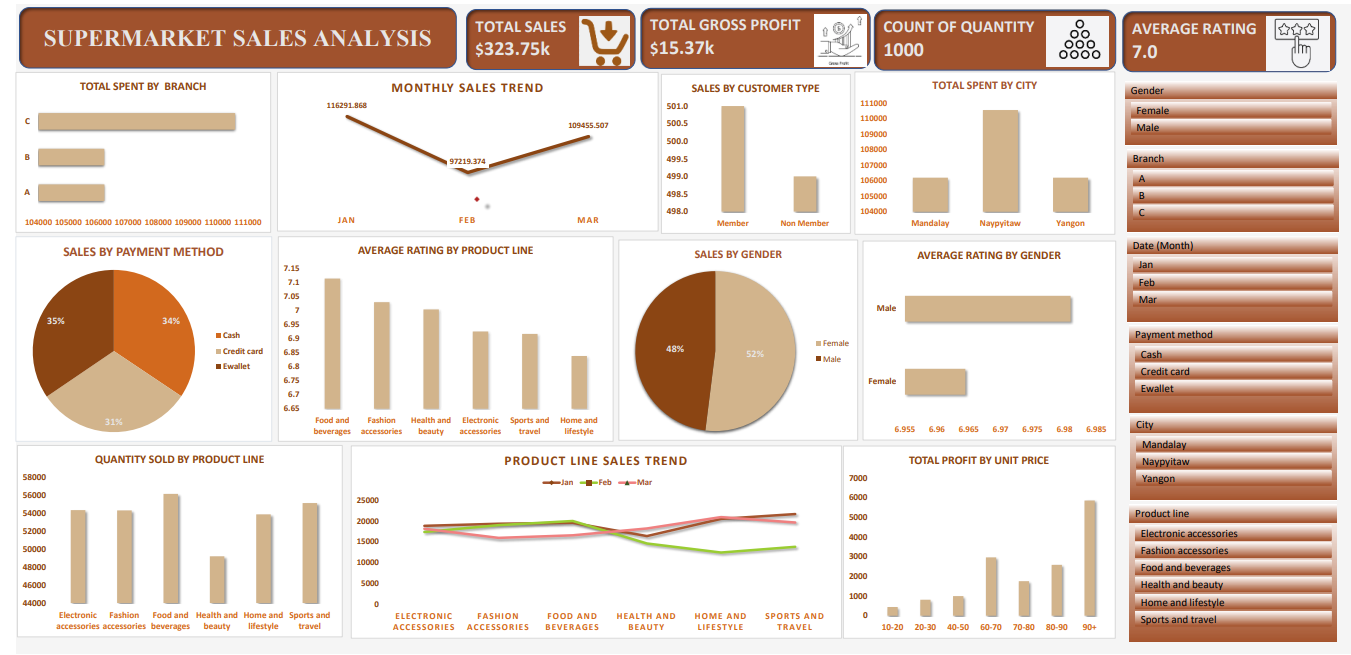 SUPERMARKET SALES ANALYSIS
TOTAL SALES
$323.75k
TOTAL GROSS PROFIT
$15.37k
Gross Profit
COUNT OF QUANTITY
1000
AVERAGE RATING
7.0
TOTAL SPENT BY BRANCH
C
B
A
104000 105000 106000 107000 108000 109000 110000 111000
MONTHLY SALES TREND
116291.868
97219.374
109455.507
JAN FEB MAR
SALES BY CUSTOMER TYPE
501.0
500.5
500.0
499.5
499.0
498.5
498.0
Member Non Member
TOTAL SPENT BY CITY
111000
110000
109000
108000
107000
106000
105000
104000
Mandalay Naypyitaw Yangon
Gender
Female
Male
Branch
A
B
C
Date (Month)
Jan
Feb
Mar
Payment method
Cash
Credit card
Ewallet
City
Mandalay
Naypyitaw
Yangon
Product line
Electronic accessories
Fashion accessories
Food and beverages
Health and beauty
Home and lifestyle
Sports and travel
SALES BY PAYMENT METHOD
35%
34%
31%
Cash
Credit card
Ewallet
AVERAGE RATING BY PRODUCT LINE
7.15
7.1
7.05
7
6.95
6.9
6.85
6.8
6.75
6.7
6.65
Food and Fashion Health and Electronic Sports and Home and
beverages accessories beauty accessories travel lifestyle
SALES BY GENDER
48%
52%
Female
Male
AVERAGE RATING BY GENDER
Male
Female
6.955 6.96 6.965 6.97 6.975 6.98 6.985
QUANTITY SOLD BY PRODUCT LINE
58000
56000
54000
52000
50000
48000
46000
44000
Electronic Fashion Food and Health and Home and Sports and
accessories accessories beverages beauty lifestyle travel
PRODUCT LINE SALES TREND
Jan Feb Mar
25000
20000
15000
10000
5000
0
ELECTRONIC FASHION FOOD AND HEALTH AND HOME AND SPORTS AND
ACCESSORIES ACCESSORIES BEVERAGES BEAUTY LIFESTYLE TRAVEL
TOTAL PROFIT BY UNIT PRICE
7000
6000
5000
4000
3000
2000
1000
0
10-20 20-30 40-50 60-70 70-80 80-90 90+